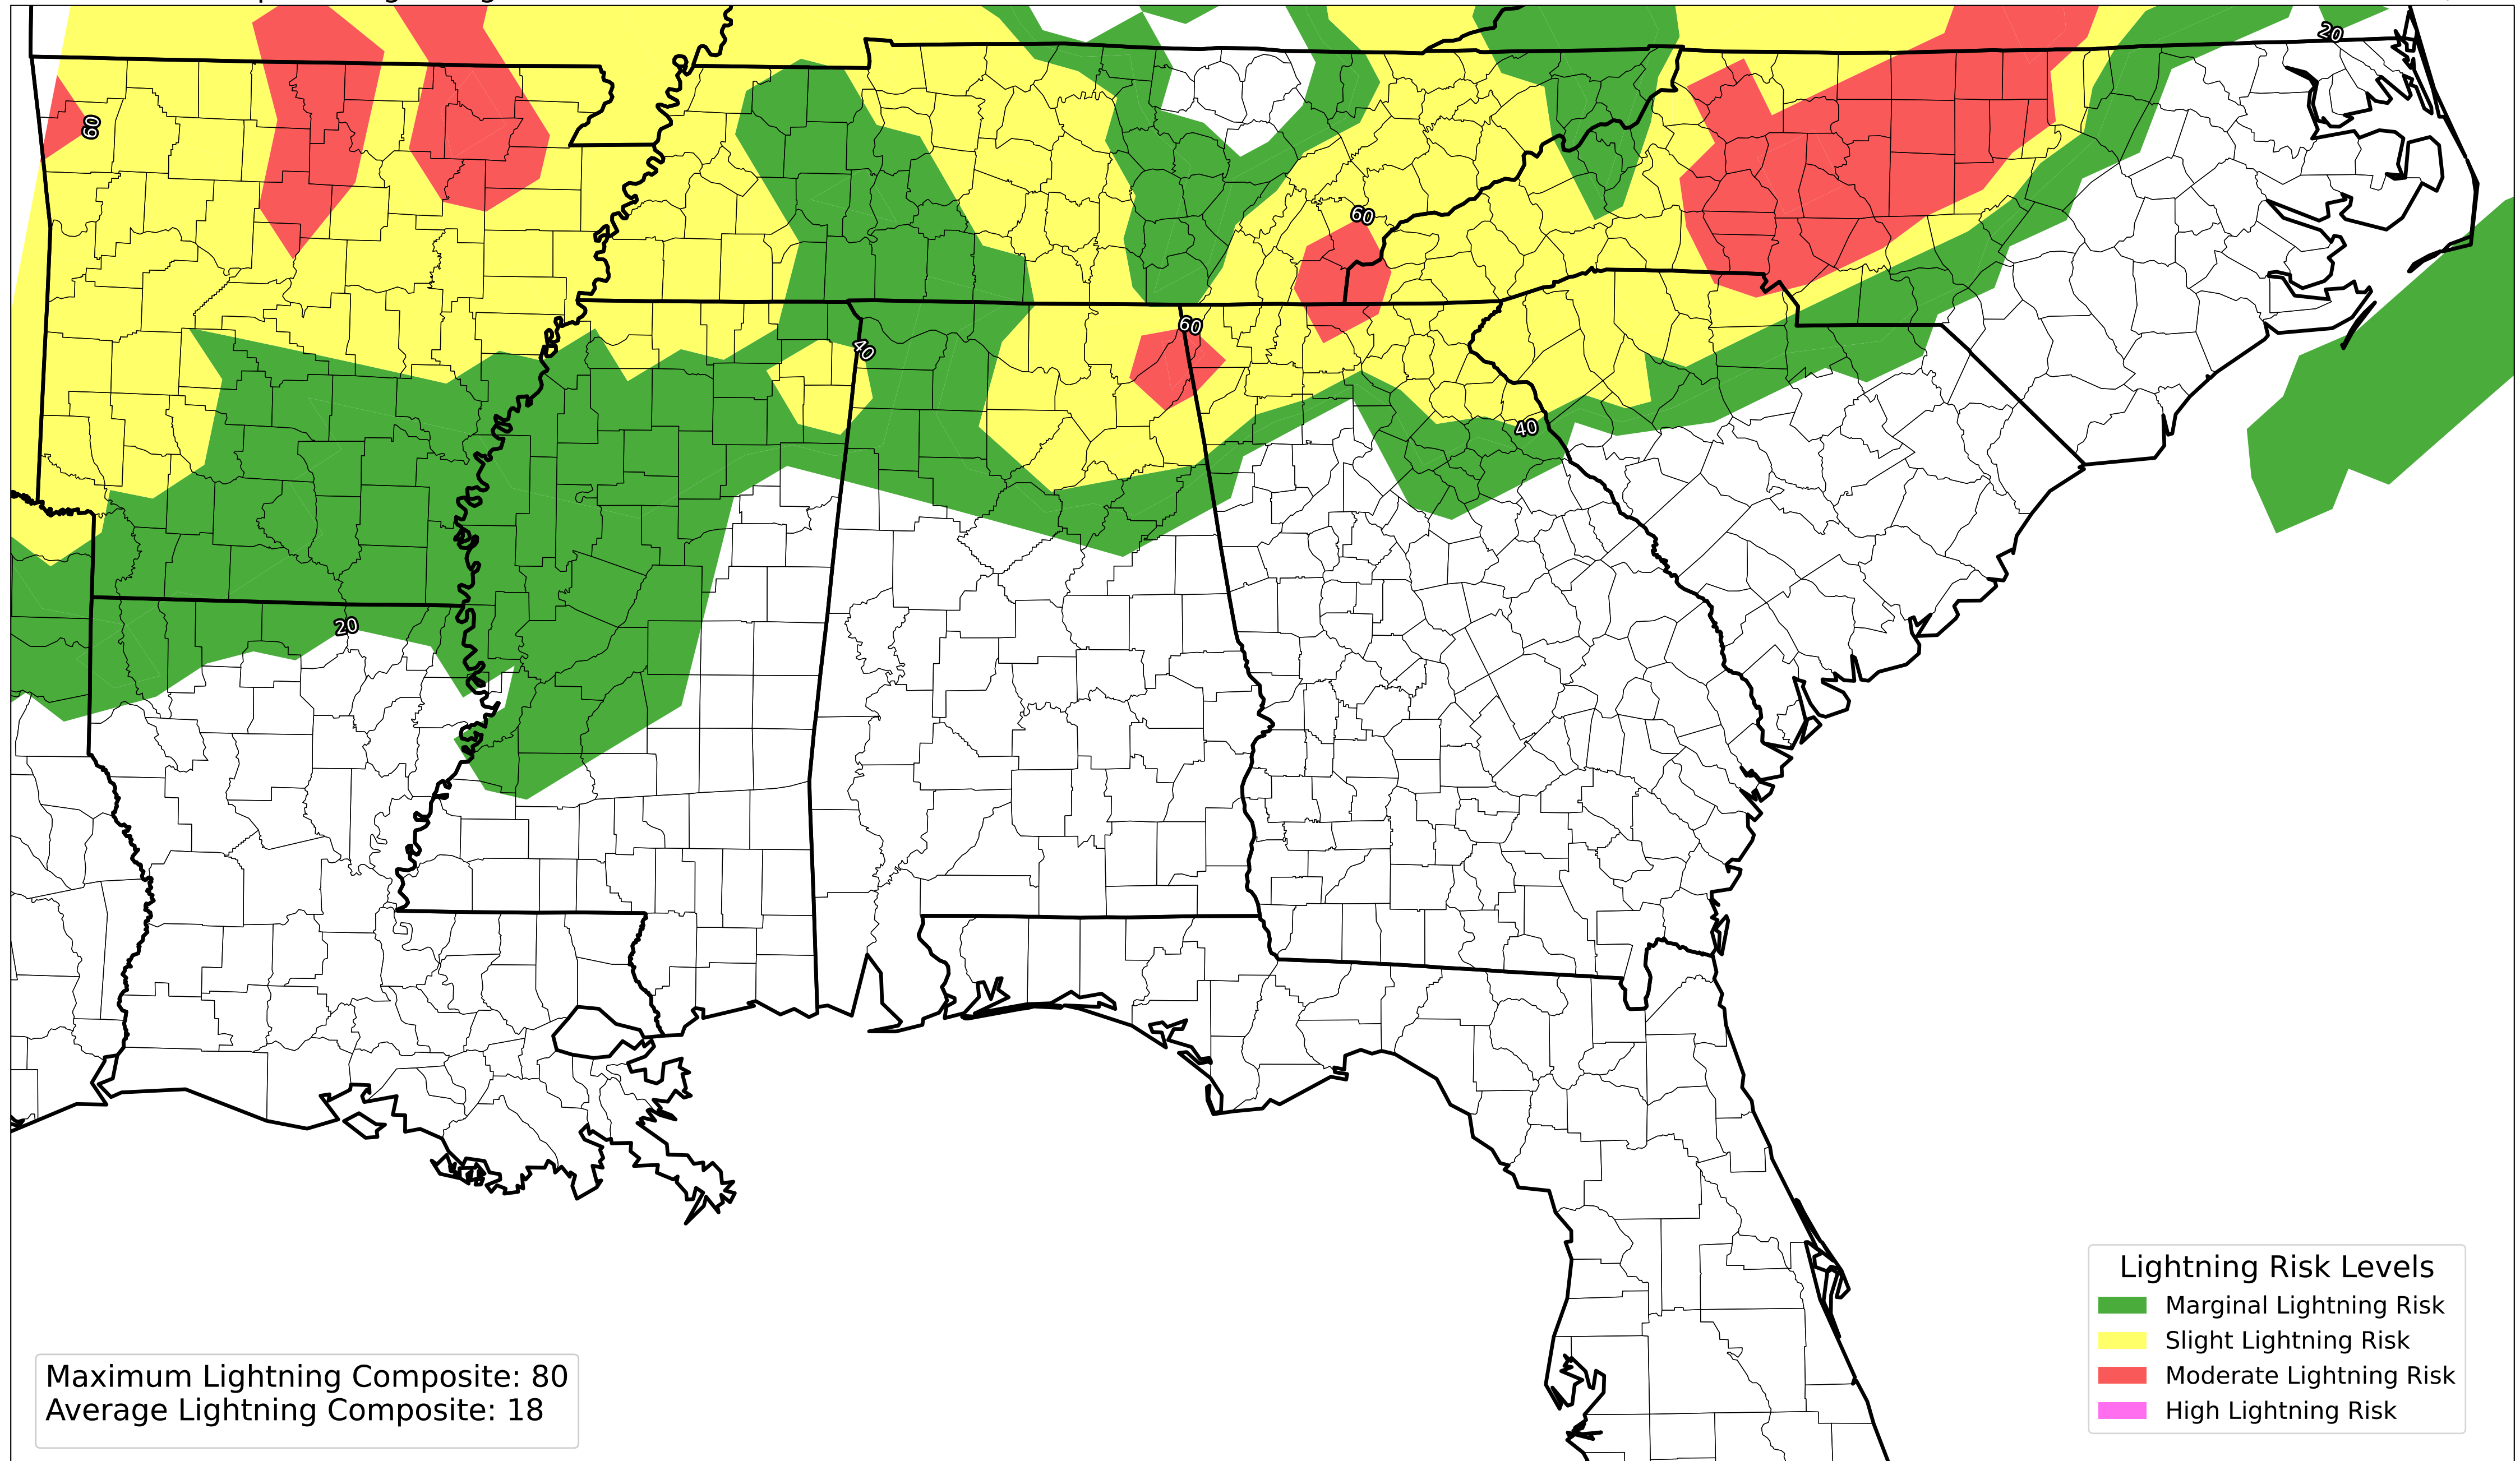 20
60
60
60
40
40
20
Lightning Risk Levels
Marginal Lightning Risk
Slight Lightning Risk
Moderate Lightning Risk
High Lightning Risk
Maximum Lightning Composite: 80
Average Lightning Composite: 18